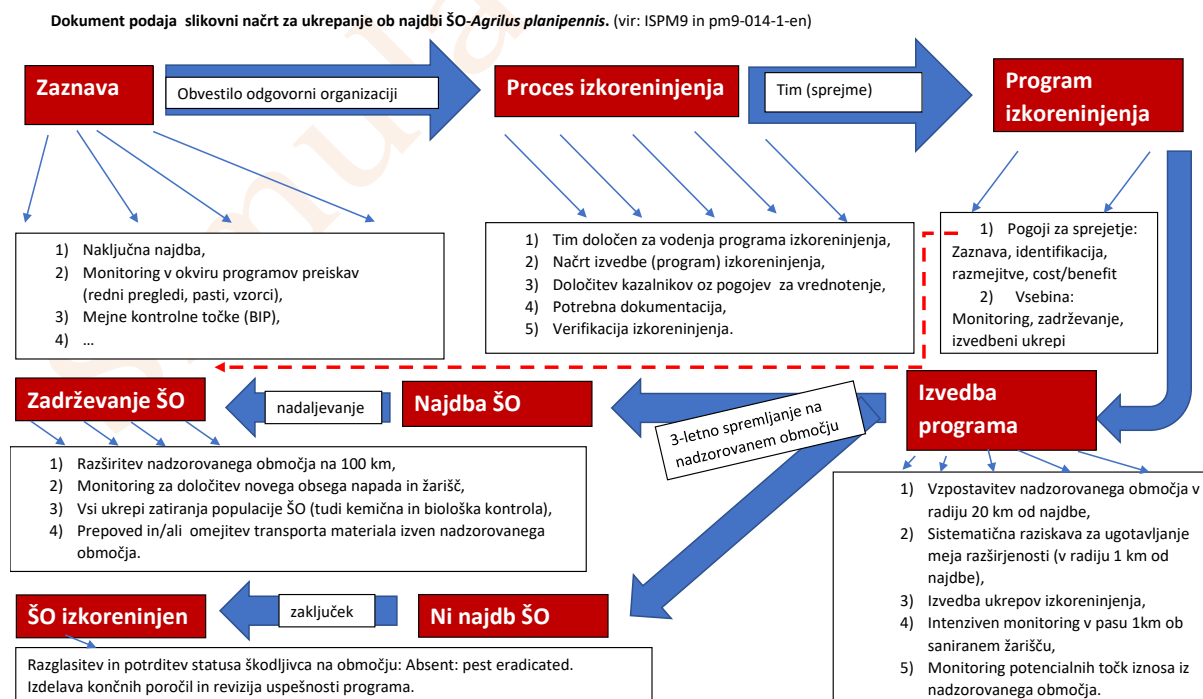 Dokument podaja slikovni načrt za ukrepanje ob najdbi ŠO-Agrilus planipennis. (vir: ISPM9 in pm9-014-1-en)
Zaznava
Obvestilo odgovorni organizaciji
Proces izkoreninjenja
Tim (sprejme)
Program
izkoreninjenja
1) Naključna najdba,
2) Monitoring v okviru programov preiskav
(redni pregledi, pasti, vzorci),
3) Mejne kontrolne točke (BIP),
4) …
1) Tim določen za vodenja programa izkoreninjenja,
2) Načrt izvedbe (program) izkoreninjenja,
3) Določitev kazalnikov oz pogojev za vrednotenje,
4) Potrebna dokumentacija,
5) Verifikacija izkoreninjenja.
1) Pogoji za sprejetje:
Zaznava, identifikacija,
razmejitve, cost/benefit
2) Vsebina:
Monitoring, zadrževanje,
izvedbeni ukrepi
Zadrževanje ŠO
nadaljevanje
Najdba ŠO
3-letno spremljanje na
nadzorovanem območju
Izvedba
programa
1) Razširitev nadzorovanega območja na 100 km,
2) Monitoring za določitev novega obsega napada in žarišč,
3) Vsi ukrepi zatiranja populacije ŠO (tudi kemična in biološka kontrola),
4) Prepoved in/ali omejitev transporta materiala izven nadzorovanega
območja.
1) Vzpostavitev nadzorovanega območja v
radiju 20 km od najdbe,
2) Sistematična raziskava za ugotavljanje
meja razširjenosti (v radiju 1 km od
najdbe),
3) Izvedba ukrepov izkoreninjenja,
4) Intenziven monitoring v pasu 1km ob
saniranem žarišču,
5) Monitoring potencialnih točk iznosa iz
nadzorovanega območja.
ŠO izkoreninjen
zaključek
Ni najdb ŠO
Razglasitev in potrditev statusa škodljivca na območju: Absent: pest eradicated.
Izdelava končnih poročil in revizija uspešnosti programa.